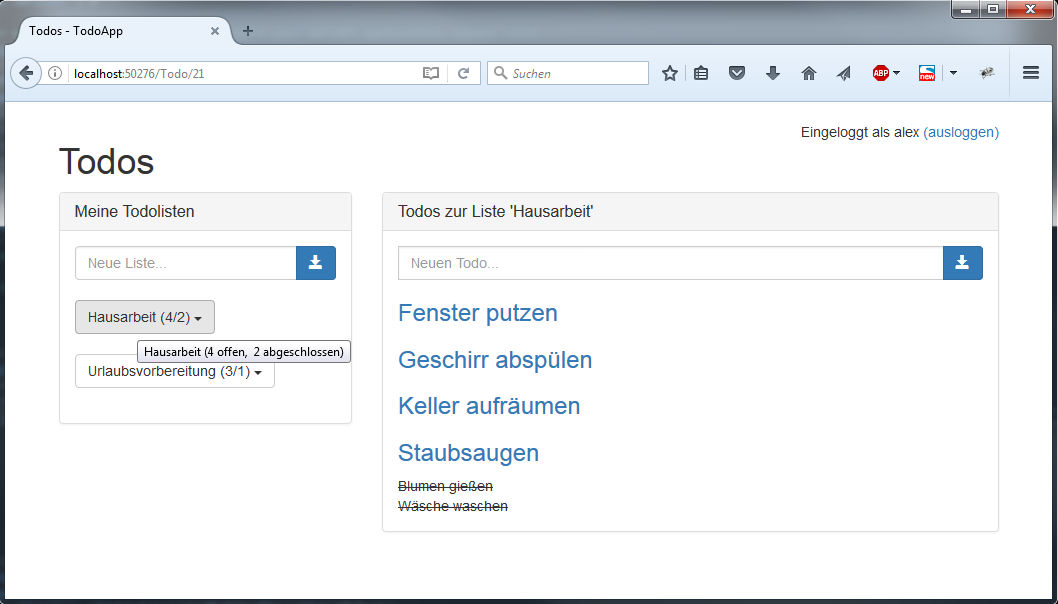 Todos - TodoApp
localhost:50276/Todo/21
Suchen
ABP
new
Eingeloggt als alex (ausloggen)
Todos
Meine Todolisten
Neue Liste...
Hausarbeit (4/2)
Hausarbeit (4 offen, 2 abgeschlossen)
Urlaubsvorbereitung (3/1)
Todos zur Liste 'Hausarbeit'
Neuen Todo...
Fenster putzen
Geschirr abspülen
Keller aufräumen
Staubsaugen
Blumen gießen
Wäsche waschen